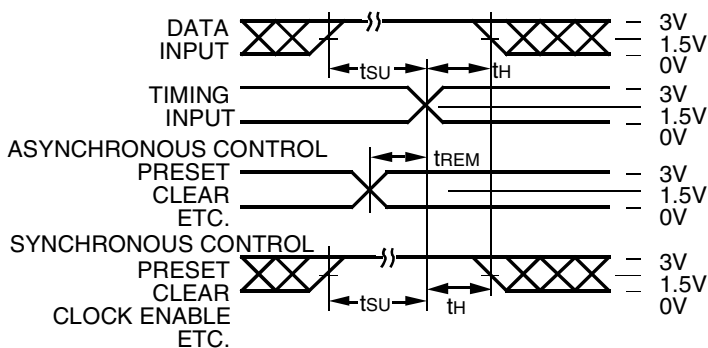 DATA
INPUT
tSU
tH
3V
1.5V
0V
TIMING
INPUT
3V
1.5V
0V
ASYNCHRONOUS CONTROL
PRESET
CLEAR
ETC.
tREM
3V
1.5V
0V
SYNCHRONOUS CONTROL
PRESET
CLEAR
CLOCK ENABLE
ETC.
tSU
tH
3V
1.5V
0V